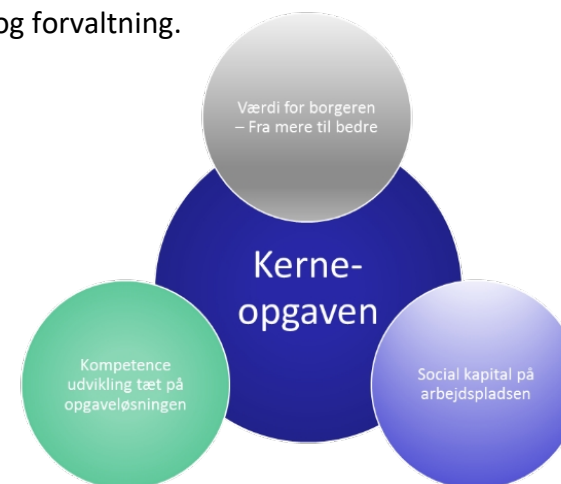 og forvaltning.
Værdi for borgeren
– Fra mere til bedre
Kerne-
opgaven
Kompetence
udvikling tæt på
opgaveløsningen
Social kapital på
arbejdspladsen